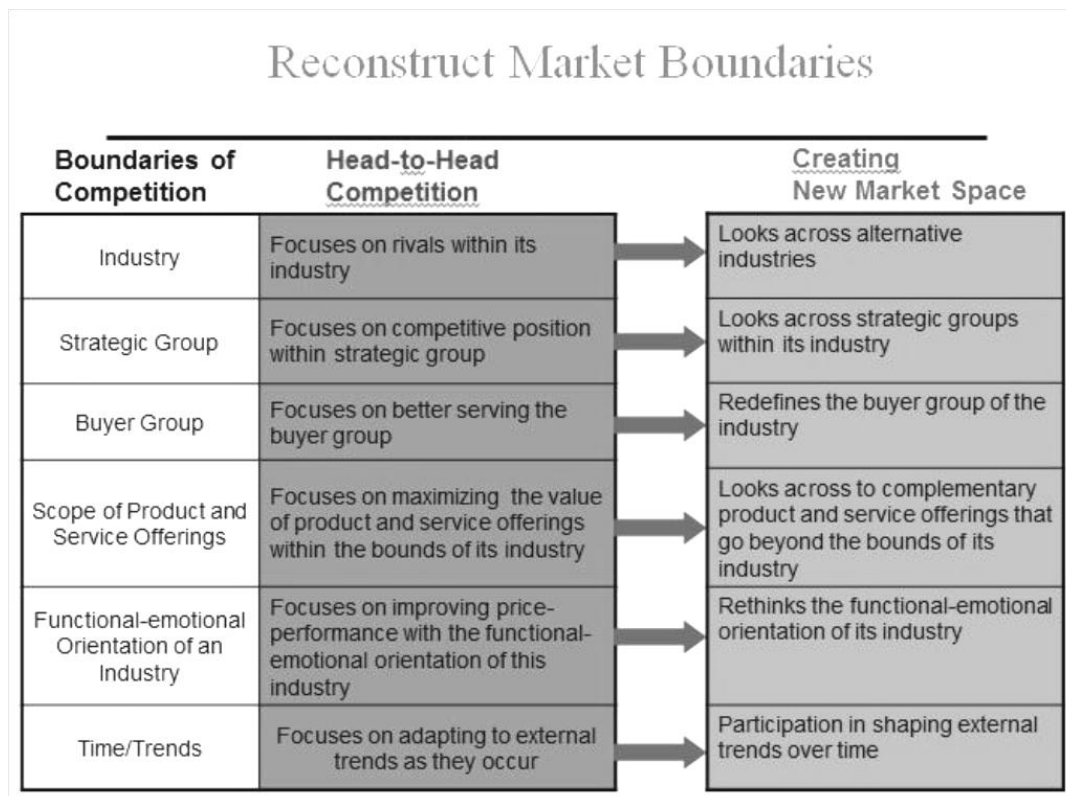 Reconstruct Market Boundaries
Boundaries of
Competition
Head-to-Head
Competition
Creating
New Market Space
Industry
Focuses on rivals within its
industry
Looks across alternative
industries
Strategic Group
Focuses on competitive position
within strategic group
Looks across strategic groups
within its industry
Buyer Group
Focuses on better serving the
buyer group
Redefines the buyer group of the
industry
Scope of Product and
Service Offerings
Focuses on maximizing the value
of product and service offerings
within the bounds of its industry
Looks across to complementary
product and service offerings that
go beyond the bounds of its
industry
Functional-emotional
Orientation of an
Industry
Focuses on improving price-
performance with the functional-
emotional orientation of this
industry
Rethinks the functional-emotional
orientation of its industry
Time/Trends
Focuses on adapting to external
trends as they occur
Participation in shaping external
trends over time